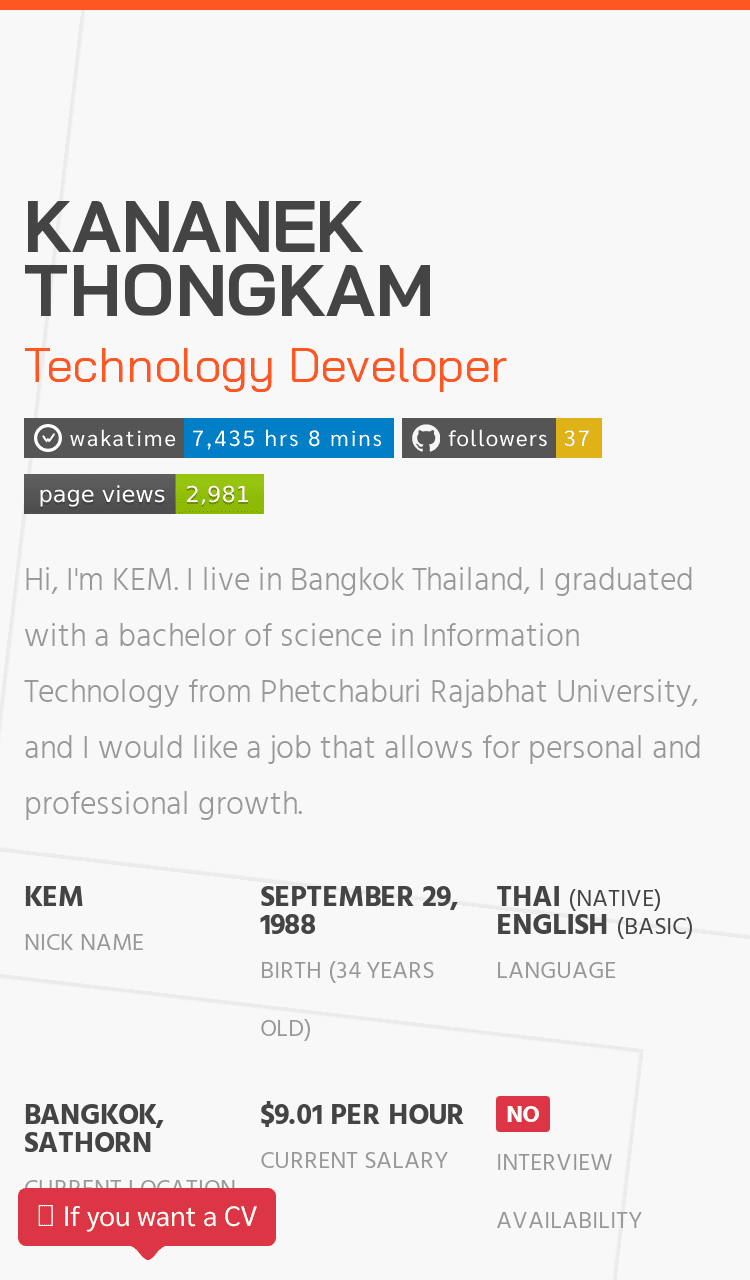 KANANEK
THONGKAM
Technology Developer
wakatime 7,435 hrs 8 mins followers 37
page views 2,981
Hi, I'm KEM. I live in Bangkok Thailand, I graduated
with a bachelor of science in Information
Technology from Phetchaburi Rajabhat University,
and I would like a job that allows for personal and
professional growth.
KEM
NICK NAME
SEPTEMBER 29,
1988
BIRTH (34 YEARS
OLD)
THAI (NATIVE)
ENGLISH (BASIC)
LANGUAGE
BANGKOK,
SATHORN
CURRENT LOCATION
$9.01 PER HOUR
CURRENT SALARY
NO
INTERVIEW
AVAILABILITY
If you want a CV